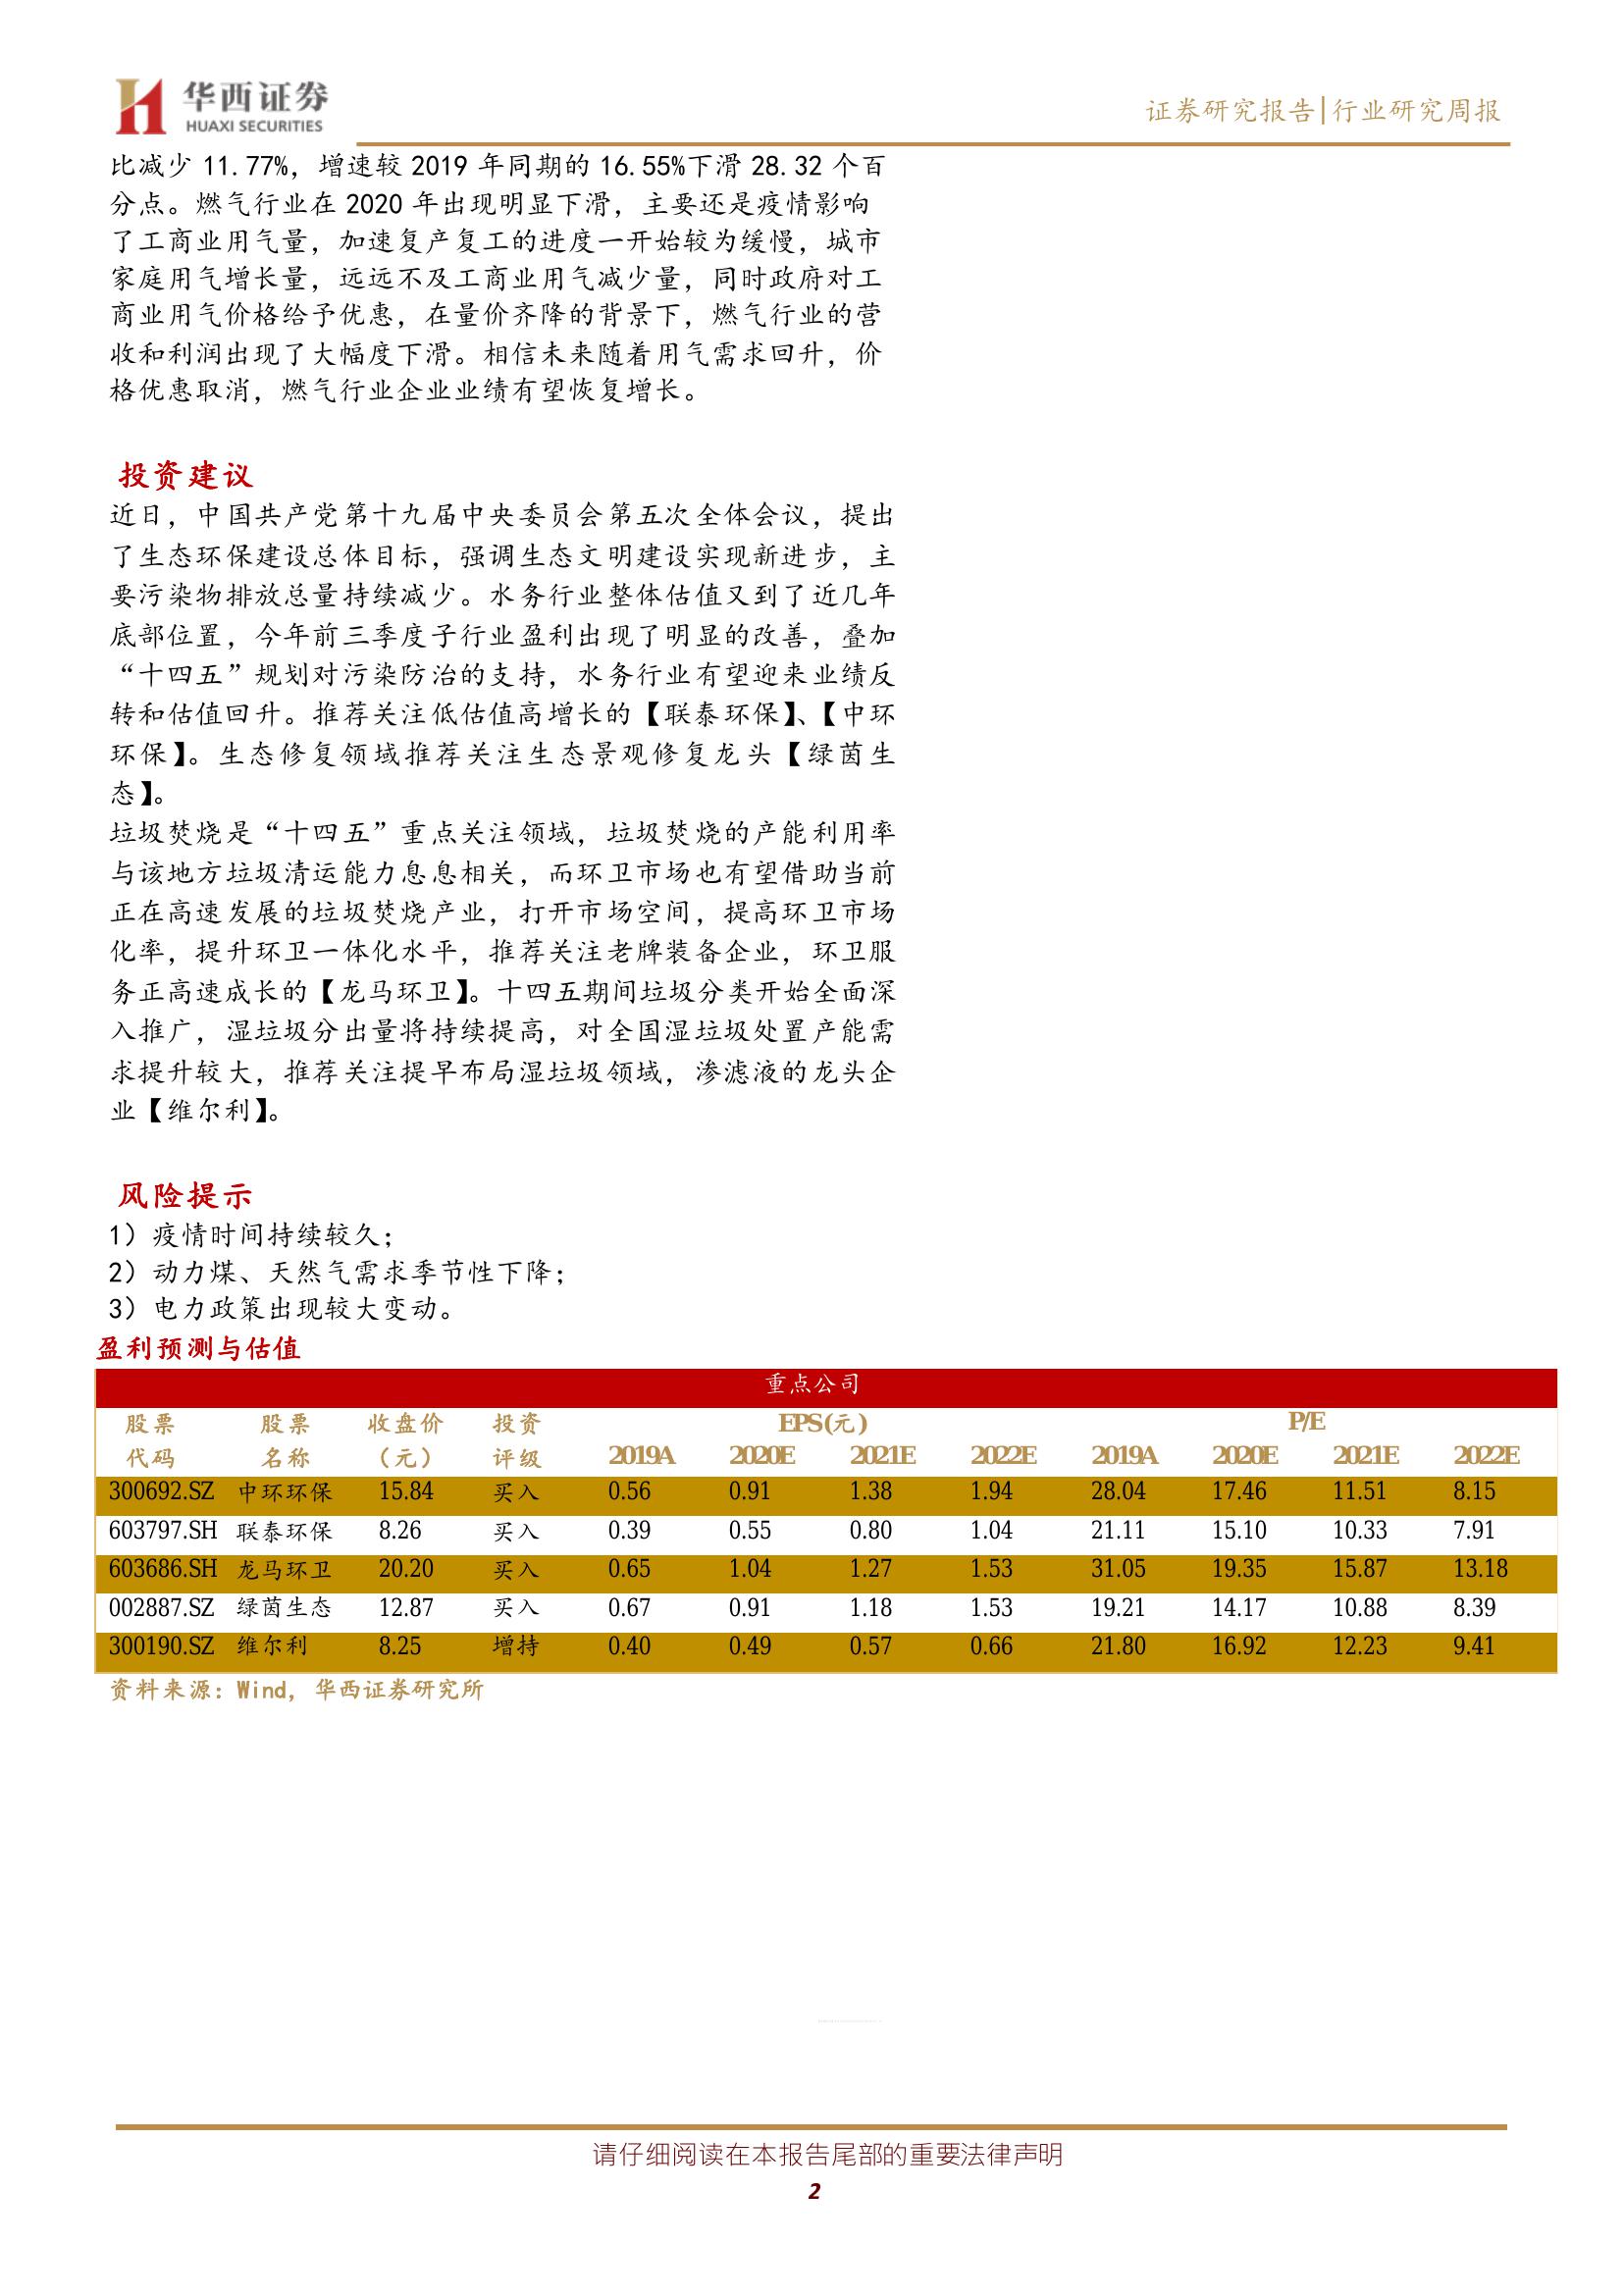 华西证券
HUAXI SECURITIES
证券研究报告|行业研究周报
比减少 11.77%，增速较 2019 年同期的 16.55%下滑 28.32 个百
分点。燃气行业在 2020 年出现明显下滑，主要还是疫情影响
了工商业用气量，加速复产复工的进度一开始较为缓慢，城市
家庭用气增长量，远远不及工商业用气减少量，同时政府对工
商业用气价格给予优惠，在量价齐降的背景下，燃气行业的营
收和利润出现了大幅度下滑。相信未来随着用气需求回升，价
格优惠取消，燃气行业企业业绩有望恢复增长。
投资建议
近日，中国共产党第十九届中央委员会第五次全体会议，提出
了生态环保建设总体目标，强调生态文明建设实现新进步，主
要污染物排放总量持续减少。水务行业整体估值又到了近几年
底部位置，今年前三季度子行业盈利出现了明显的改善，叠加
“十四五”规划对污染防治的支持，水务行业有望迎来业绩反
转和估值回升。推荐关注低估值高增长的【联泰环保】、【中环
环保】。生态修复领域推荐关注生态景观修复龙头【绿茵生
态】。
垃圾焚烧是“十四五”重点关注领域，垃圾焚烧的产能利用率
与该地方垃圾清运能力息息相关，而环卫市场也有望借助当前
正在高速发展的垃圾焚烧产业，打开市场空间，提高环卫市场
化率，提升环卫一体化水平，推荐关注老牌装备企业，环卫服
务正高速成长的【龙马环卫】。十四五期间垃圾分类开始全面深
入推广，湿垃圾分出量将持续提高，对全国湿垃圾处置产能需
求提升较大，推荐关注提早布局湿垃圾领域，渗滤液的龙头企
业【维尔利】。
风险提示
1）疫情时间持续较久；
2）动力煤、天然气需求季节性下降；
3）电力政策出现较大变动。
盈利预测与估值
重点公司
股票 股票 收盘价 投资 EPS(元) P/E
代码 名称 （元） 评级 2019A 2020E 2021E 2022E 2019A 2020E 2021E 2022E
300692.SZ 中环环保 15.84 买入 0.56 0.91 1.38 1.94 28.04 17.46 11.51 8.15
603797.SH 联泰环保 8.26 买入 0.39 0.55 0.80 1.04 21.11 15.10 10.33 7.91
603686.SH 龙马环卫 20.20 买入 0.65 1.04 1.27 1.53 31.05 19.35 15.87 13.18
002887.SZ 绿茵生态 12.87 买入 0.67 0.91 1.18 1.53 19.21 14.17 10.88 8.39
300190.SZ 维尔利 8.25 增持 0.40 0.49 0.57 0.66 21.80 16.92 12.23 9.41
资料来源：Wind，华西证券研究所
请仔细阅读在本报告尾部的重要法律声明
2